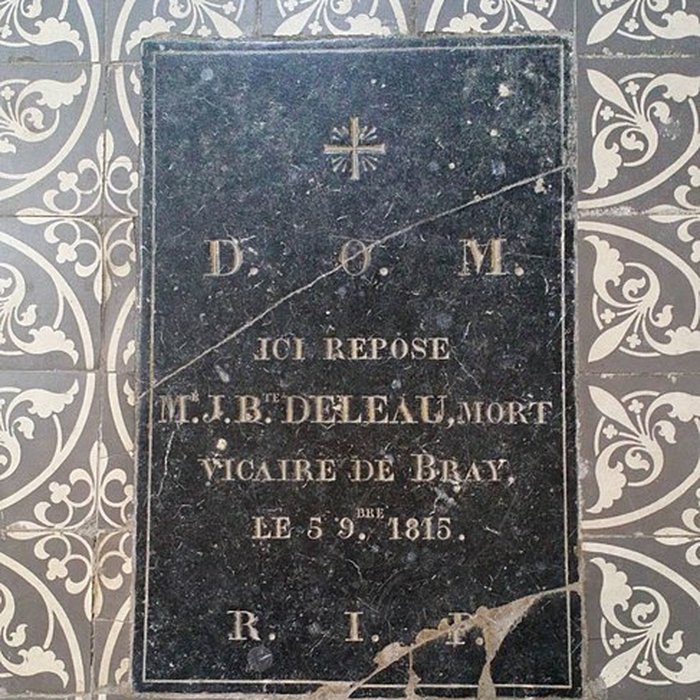 D. O. M.
ICI REPOSE
M.ᴿ J. B.ᵀᴱ DELEAU, MORT
VICAIRE DE BRAY,
LE 5 9.ᴮᴿᴱ 1815.
R. I. P.